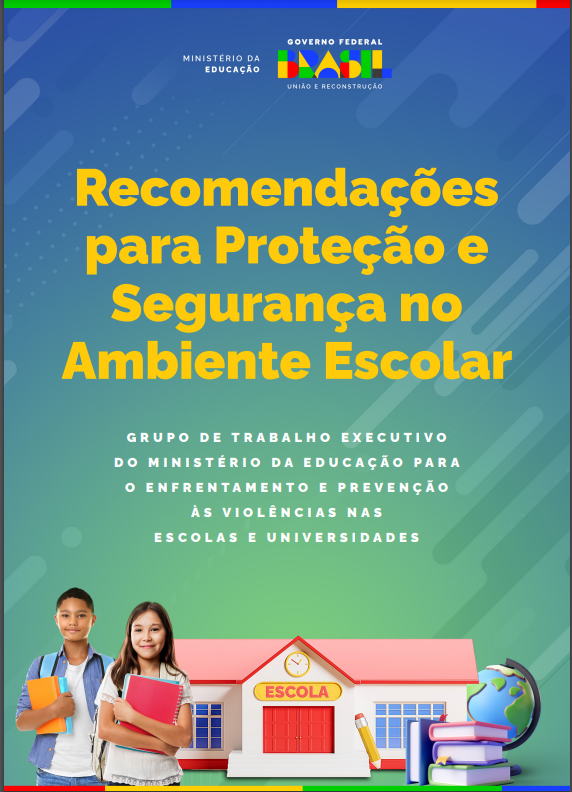 GOVERNO FEDERAL
MINISTÉRIO DA
EDUCAÇÃO
BRASIL
UNIÃO E RECONSTRUÇÃO
Recomendações
para Proteção e
Segurança no
Ambiente Escolar
GRUPO DE TRABALHO EXECUTIVO
DO MINISTÉRIO DA EDUCAÇÃO PARA
O ENFRENTAMENTO E PREVENÇÃO
ÀS VIOLÊNCIAS NAS
ESCOLAS E UNIVERSIDADES
ESCOLA